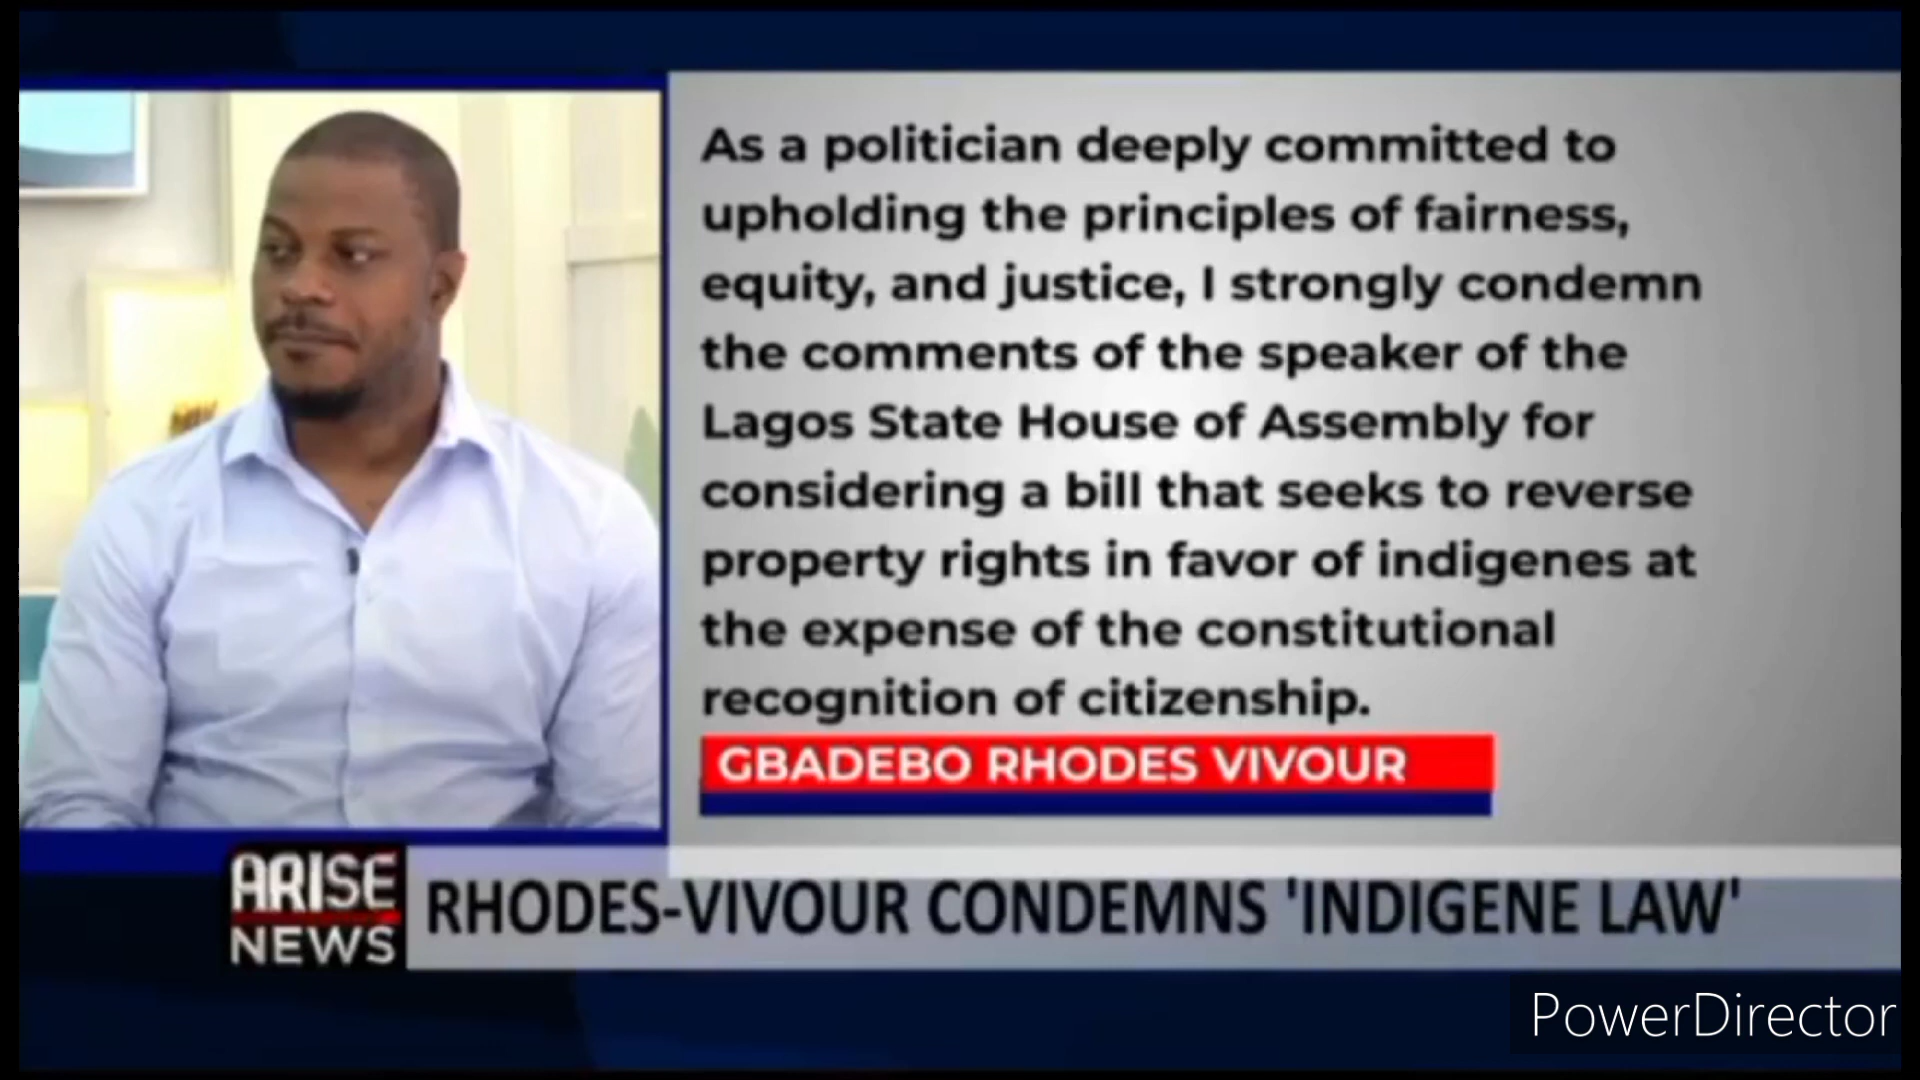 As a politician deeply committed to
upholding the principles of fairness,
equity, and justice, I strongly condemn
the comments of the speaker of the
Lagos State House of Assembly for
considering a bill that seeks to reverse
property rights in favor of indigenes at
the expense of the constitutional
recognition of citizenship.
GBADEBO RHODES VIVOUR
ARISE
NEWS
RHODES-VIVOUR CONDEMNS 'INDIGENE LAW'
PowerDirector